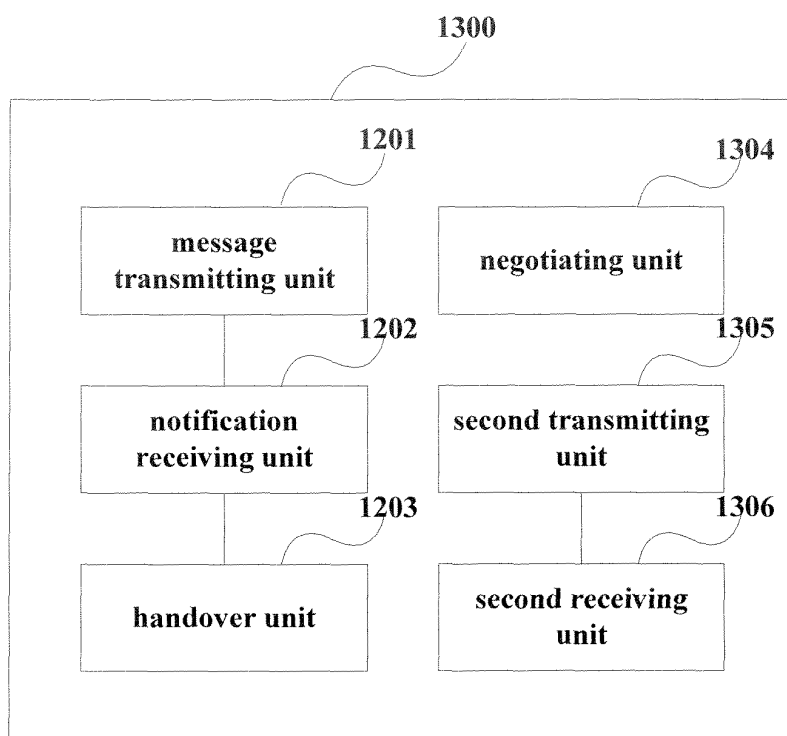 1300
1201
1304
message
transmitting unit
negotiating unit
1202
1305
notification
receiving unit
second transmitting
unit
1203
1306
handover unit
second receiving
unit